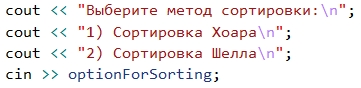 cout << "Выберите метод сортировки:\n";
cout << "1) Сортировка Хоара\n";
cout << "2) Сортировка Шелла\n";
cin >> optionForSorting;